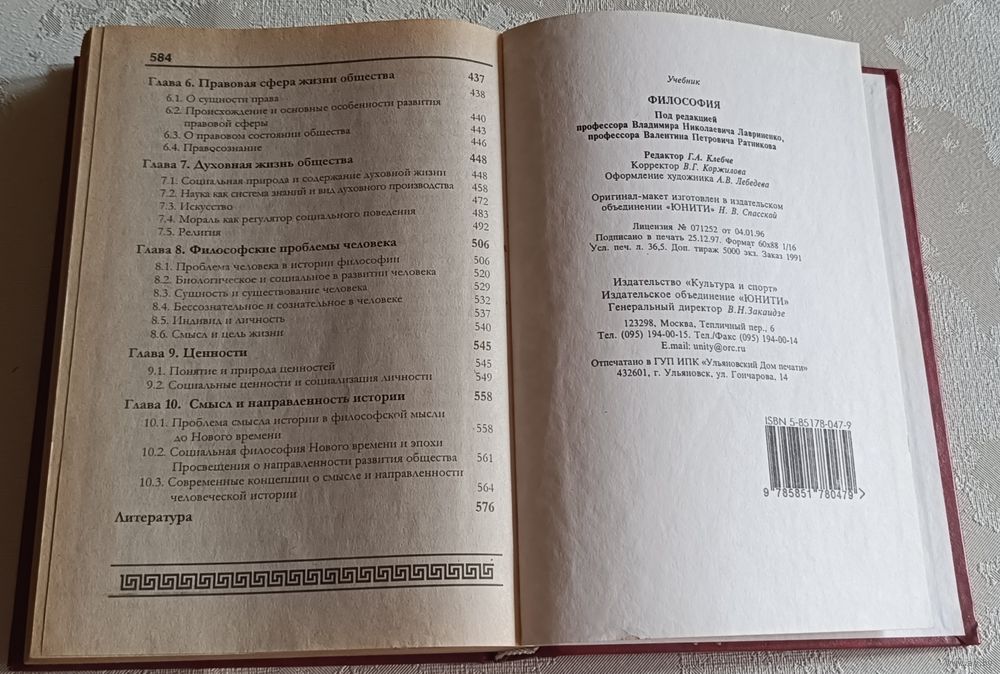 584
Глава 6. Правовая сфера жизни общества 437
6.1. О сущности права 438
6.2. Происхождение и основные особенности развития
правовой сферы 440
6.3. О правовом состоянии общества 443
6.4. Правосознание 446
Глава 7. Духовная жизнь общества 448
7.1. Социальная природа и содержание духовной жизни 448
7.2. Наука как система знаний и вид духовного производства 458
7.3. Искусство 472
7.4. Мораль как регулятор социального поведения 483
7.5. Религия 492
Глава 8. Философские проблемы человека 506
8.1. Проблема человека в истории философии 506
8.2. Биологическое и социальное в развитии человека 520
8.3. Сущность и существование человека 529
8.4. Бессознательное и сознательное в человеке 532
8.5. Индивид и личность 537
8.6. Смысл и цель жизни 540
Глава 9. Ценности 545
9.1. Понятие и природа ценностей 545
9.2. Социальные ценности и социализация личности 549
Глава 10. Смысл и направленность истории 558
10.1. Проблема смысла истории в философской мысли
до Нового времени 558
10.2. Социальная философия Нового времени и эпохи
Просвещения о направленности развития общества 561
10.3. Современные концепции о смысле и направленности
человеческой истории 564
Литература 576
Учебник
ФИЛОСОФИЯ
Под редакцией
профессора Владимира Николаевича Лавриненко,
профессора Валентина Петровича Ратникова
Редактор Г.А. Клебче
Корректор В.Г. Коржилова
Оформление художника А.В. Лебедева
Оригинал-макет изготовлен в издательском
объединении «ЮНИТИ» Н. В. Спасской
Лицензия № 071252 от 04.01.96
Подписано в печать 25.12.97. Формат 60x88 1/16
Усл. печ. л. 36,5. Доп. тираж 5000 экз. Заказ 1991
Издательство «Культура и спорт»
Издательское объединение «ЮНИТИ»
Генеральный директор В.Н.Закаидзе
123298, Москва, Тепличный пер., 6
Тел. (095) 194-00-15. Тел./Факс (095) 194-00-14
E.mail: unity@orc.ru
Отпечатано в ГУП ИПК «Ульяновский Дом печати»
432601, г. Ульяновск, ул. Гончарова, 14
ISBN 5-85178-047-9
9 785851 780479 >